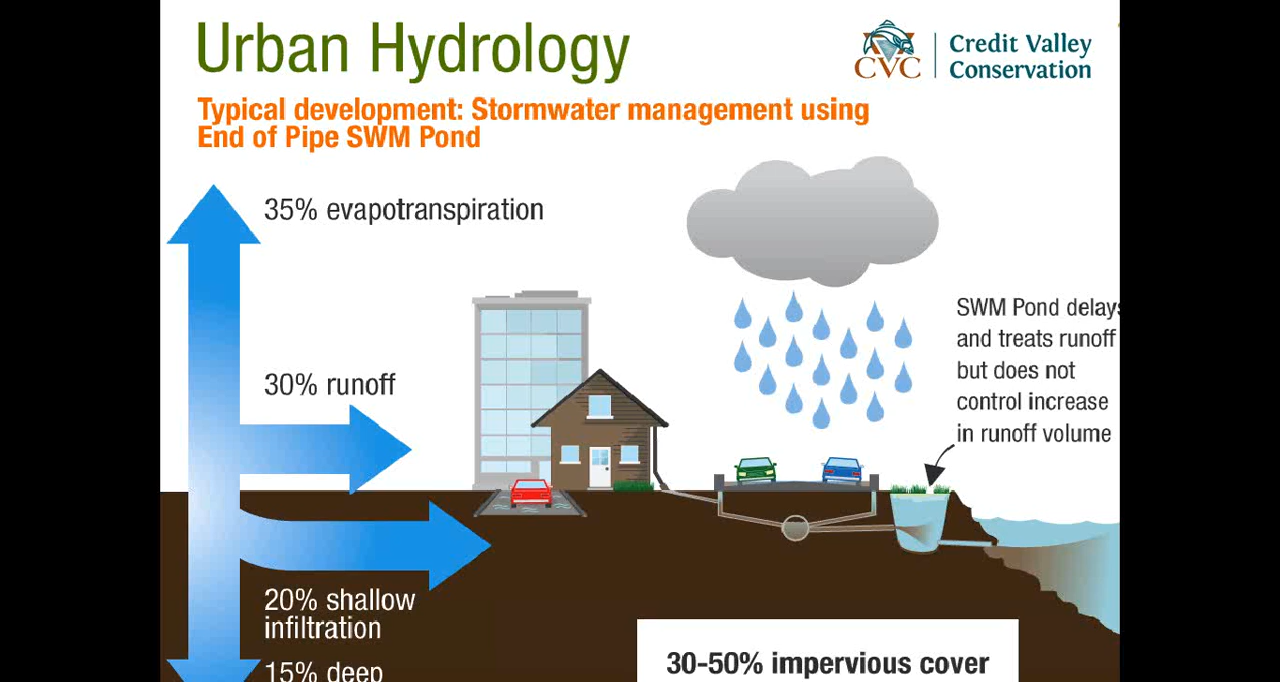 Urban Hydrology
CVC
Credit Valley
Conservation
Typical development: Stormwater management using
End of Pipe SWM Pond
35% evapotranspiration
SWM Pond delays
and treats runoff
but does not
control increase
in runoff volume
30% runoff
20% shallow
infiltration
15% deep
30-50% impervious cover